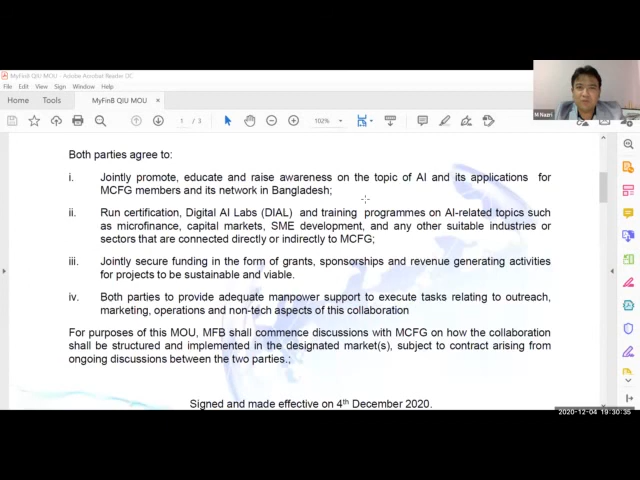 MyFinB QIU MOU - Adobe Acrobat Reader DC
File Edit View Sign Window Help
Home Tools MyFinB QIU MOU ×
1 / 3 102%
M Nazri
Both parties agree to:
i. Jointly promote, educate and raise awareness on the topic of AI and its applications for
MCFG members and its network in Bangladesh;
ii. Run certification, Digital AI Labs (DIAL) and training programmes on AI-related topics such
as microfinance, capital markets, SME development, and any other suitable industries or
sectors that are connected directly or indirectly to MCFG;
iii. Jointly secure funding in the form of grants, sponsorships and revenue generating activities
for projects to be sustainable and viable.
iv. Both parties to provide adequate manpower support to execute tasks relating to outreach,
marketing, operations and non-tech aspects of this collaboration
For purposes of this MOU, MFB shall commence discussions with MCFG on how the collaboration
shall be structured and implemented in the designated market(s), subject to contract arising from
ongoing discussions between the two parties.;
Signed and made effective on 4th December 2020.
2020-12-04 19:30:35